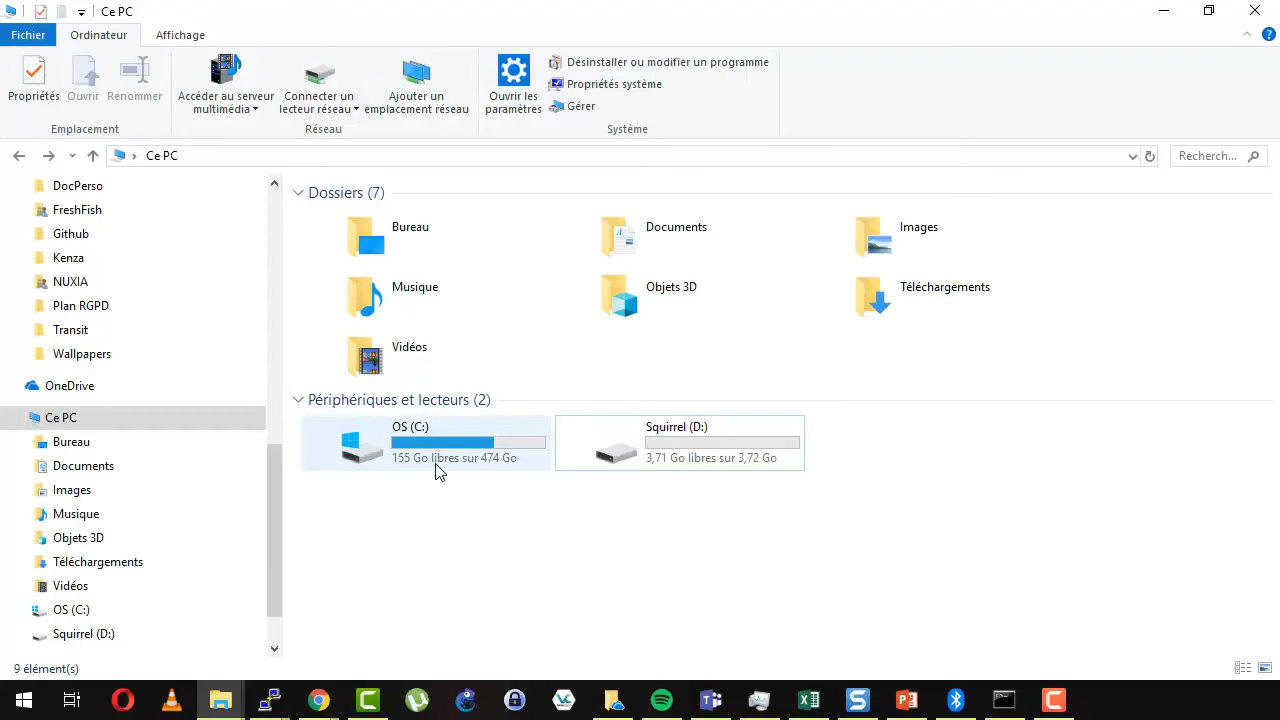 Ce PC
Fichier
Ordinateur
Affichage
Propriétés
Ouvrir
Renommer
Accéder au serveur
multimédia
Connecter un
lecteur réseau
Ajouter un
emplacement réseau
Ouvrir les
paramètres
Désinstaller ou modifier un programme
Propriétés système
Gérer
Emplacement
Réseau
Système
Ce PC
Recherch...
DocPerso
FreshFish
Github
Kenza
NUXIA
Plan RGPD
Transit
Wallpapers
OneDrive
Ce PC
Bureau
Documents
Images
Musique
Objets 3D
Téléchargements
Vidéos
OS (C:)
Squirrel (D:)
Dossiers (7)
Bureau
Documents
Images
Musique
Objets 3D
Téléchargements
Vidéos
Périphériques et lecteurs (2)
OS (C:)
155 Go libres sur 474 Go
Squirrel (D:)
3,71 Go libres sur 3,72 Go
9 élément(s)